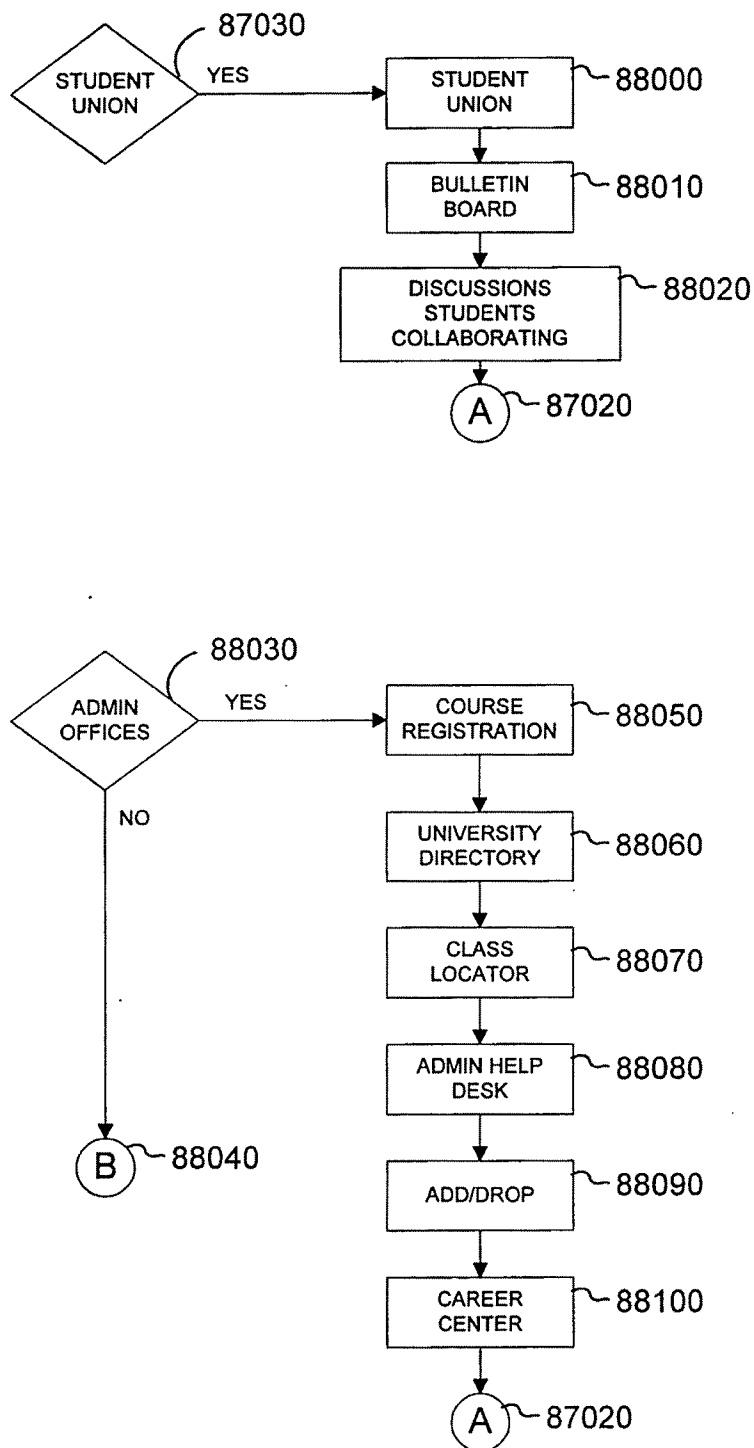 87030
STUDENT
UNION
YES
STUDENT
UNION
88000
BULLETIN
BOARD
88010
DISCUSSIONS
STUDENTS
COLLABORATING
88020
A
87020
88030
ADMIN
OFFICES
YES
COURSE
REGISTRATION
88050
NO
UNIVERSITY
DIRECTORY
88060
CLASS
LOCATOR
88070
ADMIN HELP
DESK
88080
B
88040
ADD/DROP
88090
CAREER
CENTER
88100
A
87020